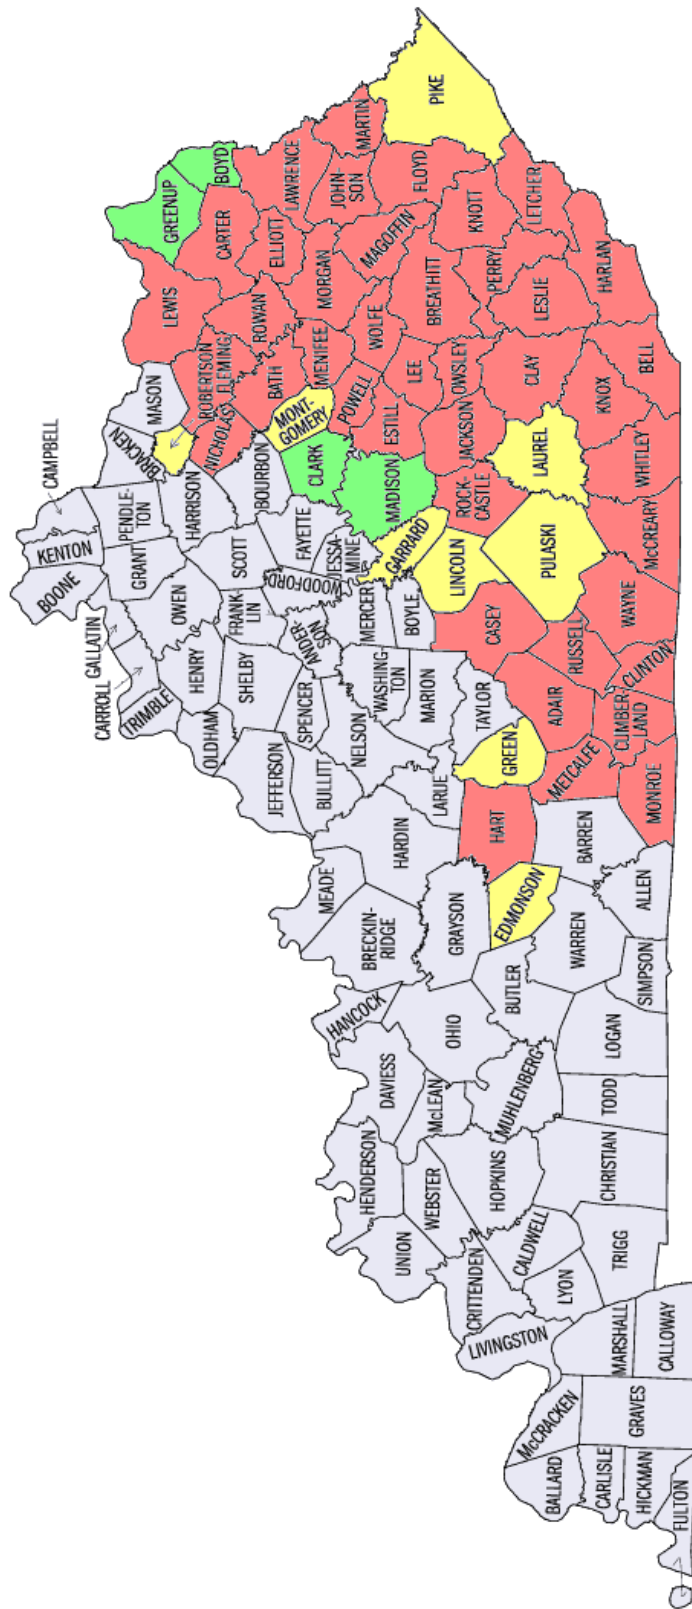 CAMPBELL
KENTON
BOONE
BRACKEN
MASON
PENDLE-
TON
GRANT
GALLATIN
CARROLL
TRIMBLE
OWEN
HARRISON
ROBERTSON
FLEMING
LEWIS
GREENUP
BOYD
CARTER
ROWAN
NICHOLAS
BATH
ELLIOTT
LAWRENCE
OLDHAM
HENRY
SHELBY
FRANK-
LIN
SCOTT
BOURBON
MONT-
GOMERY
MENIFEE
MORGAN
JOHN-
SON
MARTIN
JEFFERSON
SPENCER
ANDER-
SON
WOODFORD
FAYETTE
CLARK
POWELL
WOLFE
MAGOFFIN
FLOYD
PIKE
BULLITT
NELSON
WASHING-
TON
MERCER
ESSA-
MINE
MADISON
ESTILL
LEE
BREATHITT
KNOTT
MEADE
HARDIN
LARUE
MARION
BOYLE
GARRARD
JACKSON
OWSLEY
PERRY
LETCHER
HANCOCK
BRECKIN-
RIDGE
GRAYSON
HART
GREEN
TAYLOR
CASEY
LINCOLN
ROCK-
CASTLE
LAUREL
CLAY
LESLIE
HARLAN
HENDERSON
DAVIESS
OHIO
McLEAN
EDMONSON
METCALFE
ADAIR
RUSSELL
PULASKI
KNOX
BELL
UNION
WEBSTER
HOPKINS
MUHLENBERG
BUTLER
WARREN
BARREN
MONROE
CLIMBER-
LAND
CLINTON
WAYNE
McCREARY
WHITLEY
CRITTENDEN
LIVINGSTON
CALDWELL
LYON
TRIGG
CHRISTIAN
TODD
LOGAN
SIMPSON
ALLEN
McCRACKEN
BALLARD
CARLISLE
HICKMAN
FULTON
GRAVES
MARSHALL
CALLOWAY